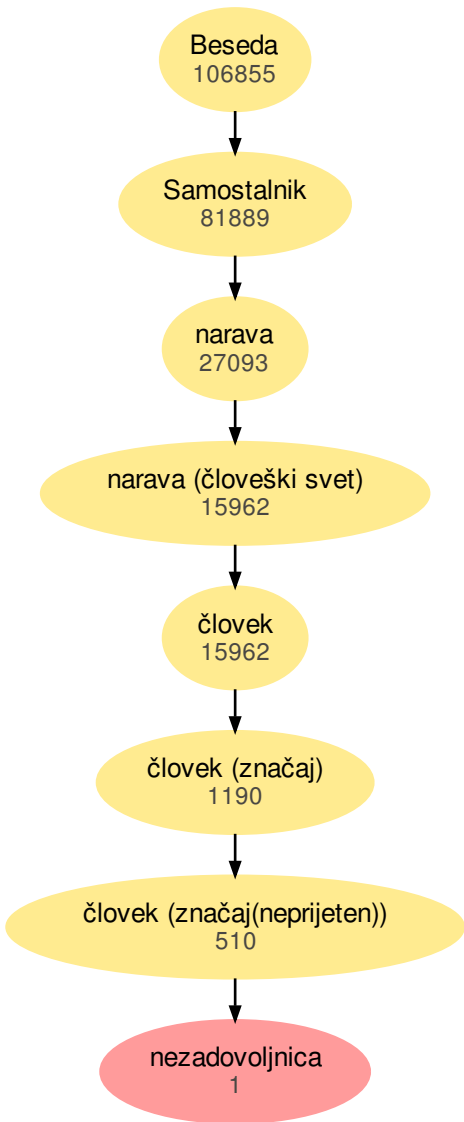 Beseda
106855
Samostalnik
81889
narava
27093
narava (človeški svet)
15962
človek
15962
človek (značaj)
1190
človek (značaj(neprijeten))
510
nezadovoljnica
1